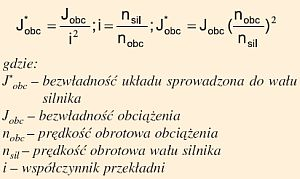 J*obc = Jobc / i² ; i = nsil / nobc ; J*obc = Jobc (nobc / nsil)²
gdzie:
J*obc – bezwładność układu sprowadzona do wału
silnika
Jobc – bezwładność obciążenia
nobc – prędkość obrotowa obciążenia
nsil – prędkość obrotowa wału silnika
i – współczynnik przekładni